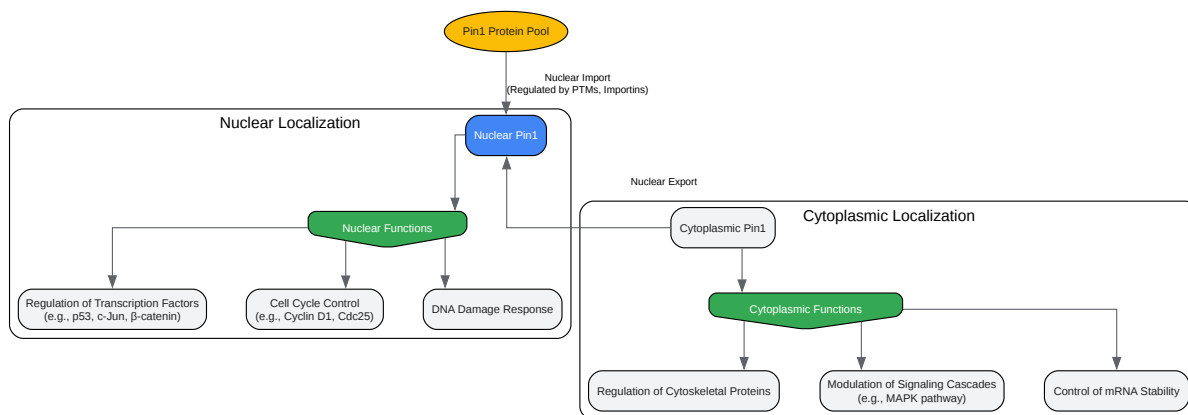 Pin1 Protein Pool
Nuclear Import
(Regulated by PTMs, Importins)
Nuclear Localization
Nuclear Pin1
Nuclear Export
Cytoplasmic Localization
Nuclear Functions
Cytoplasmic Pin1
Regulation of Transcription Factors
(e.g., p53, c-Jun, β-catenin)
Cell Cycle Control
(e.g., Cyclin D1, Cdc25)
DNA Damage Response
Cytoplasmic Functions
Regulation of Cytoskeletal Proteins
Modulation of Signaling Cascades
(e.g., MAPK pathway)
Control of mRNA Stability